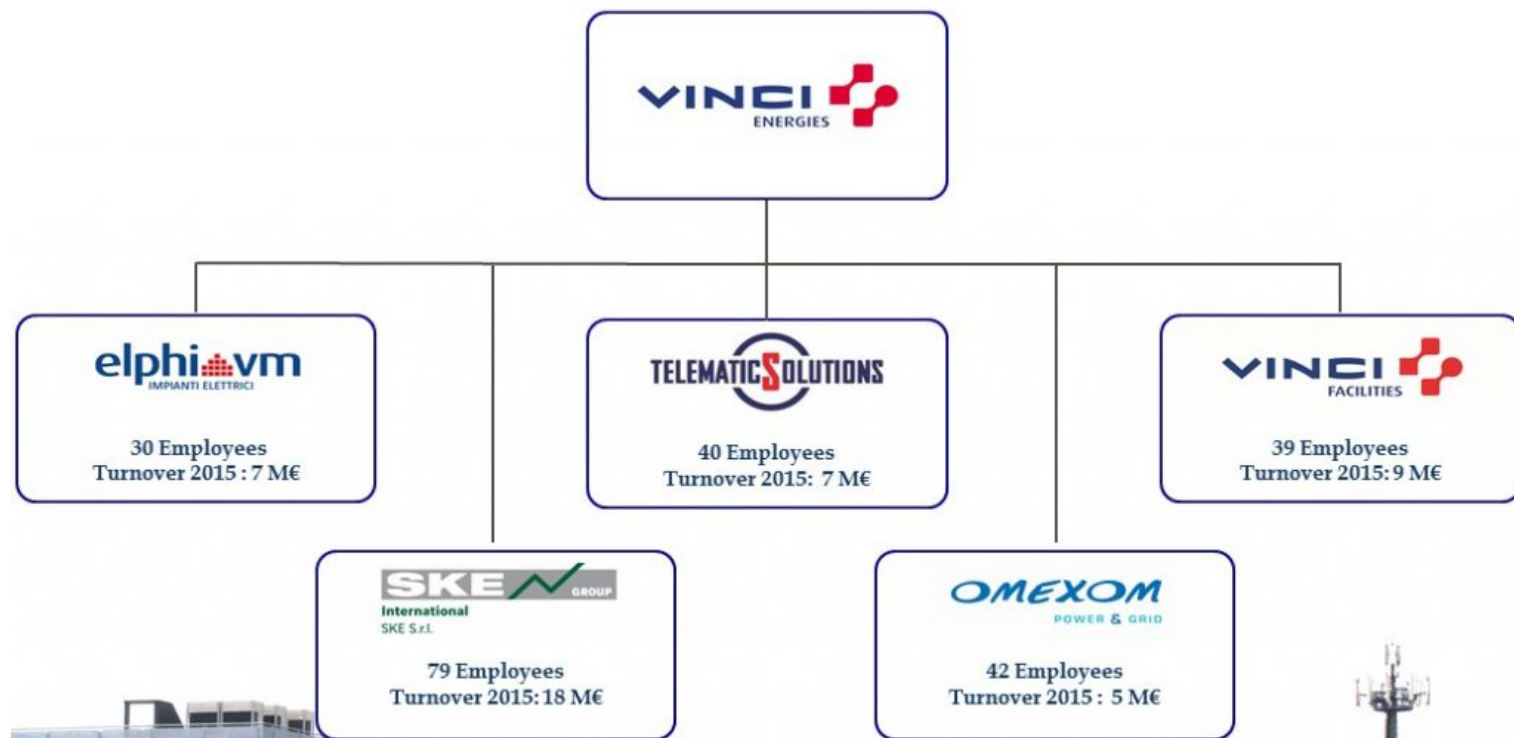 VINCI
ENERGIES
elphi vm
IMPIANTI ELETTRICI
30 Employees
Turnover 2015 : 7 M€
TELEMATICSOLUTIONS
40 Employees
Turnover 2015: 7 M€
VINCI
FACILITIES
39 Employees
Turnover 2015: 9 M€
SKE GROUP
International
SKE S.r.l.
79 Employees
Turnover 2015: 18 M€
OMEXOM
POWER & GRID
42 Employees
Turnover 2015 : 5 M€